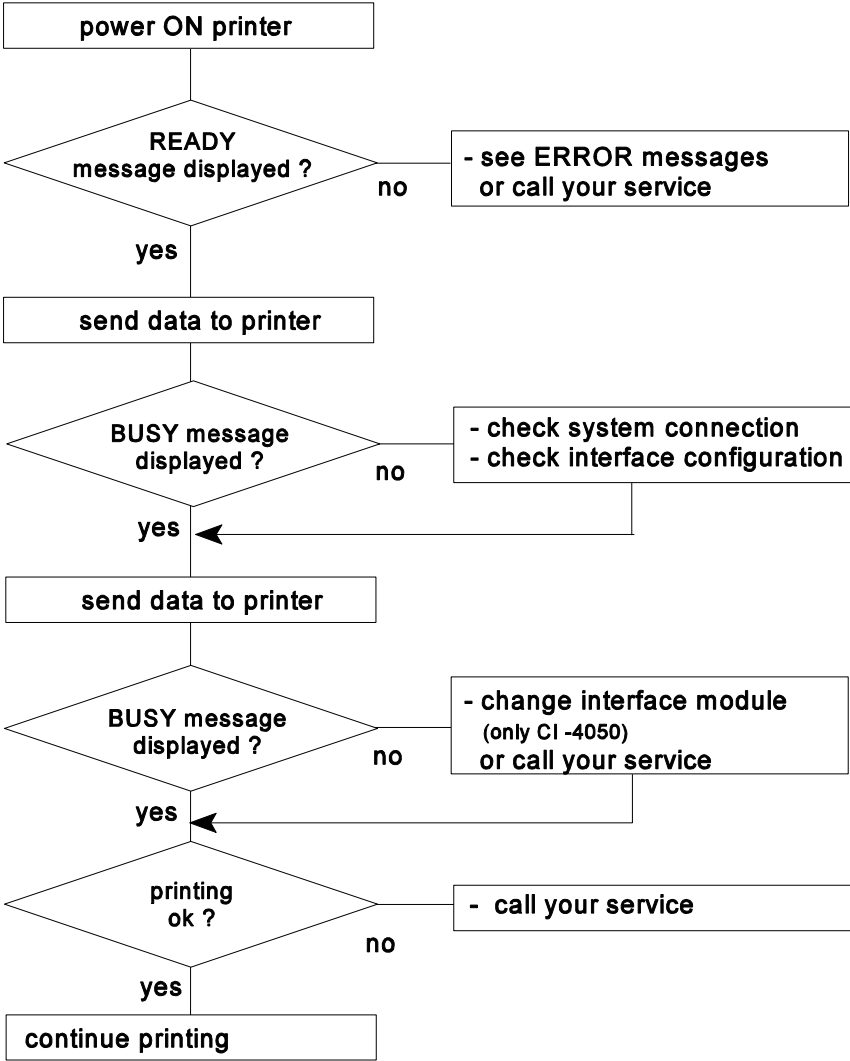 power ON printer
READY
message displayed ?
no
- see ERROR messages
or call your service
yes
send data to printer
BUSY message
displayed ?
no
- check system connection
- check interface configuration
yes
send data to printer
BUSY message
displayed ?
no
- change interface module
(only CI -4050)
or call your service
yes
printing
ok ?
no
- call your service
yes
continue printing